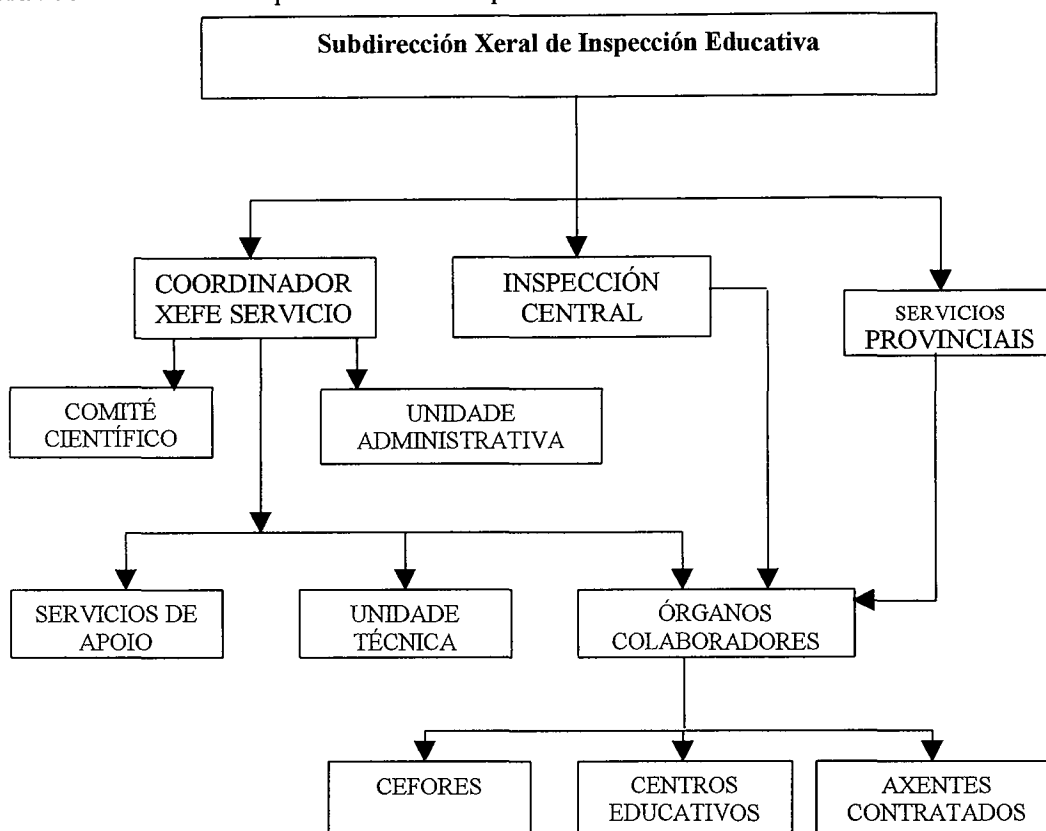 Subdirección Xeral de Inspección Educativa
COORDINADOR
XEFE SERVICIO
INSPECCIÓN
CENTRAL
SERVICIOS
PROVINCIAIS
COMITÉ
CIENTÍFICO
UNIDADE
ADMINISTRATIVA
SERVICIOS DE
APOIO
UNIDADE
TÉCNICA
ÓRGANOS
COLABORADORES
CEFORES
CENTROS
EDUCATIVOS
AXENTES
CONTRATADOS